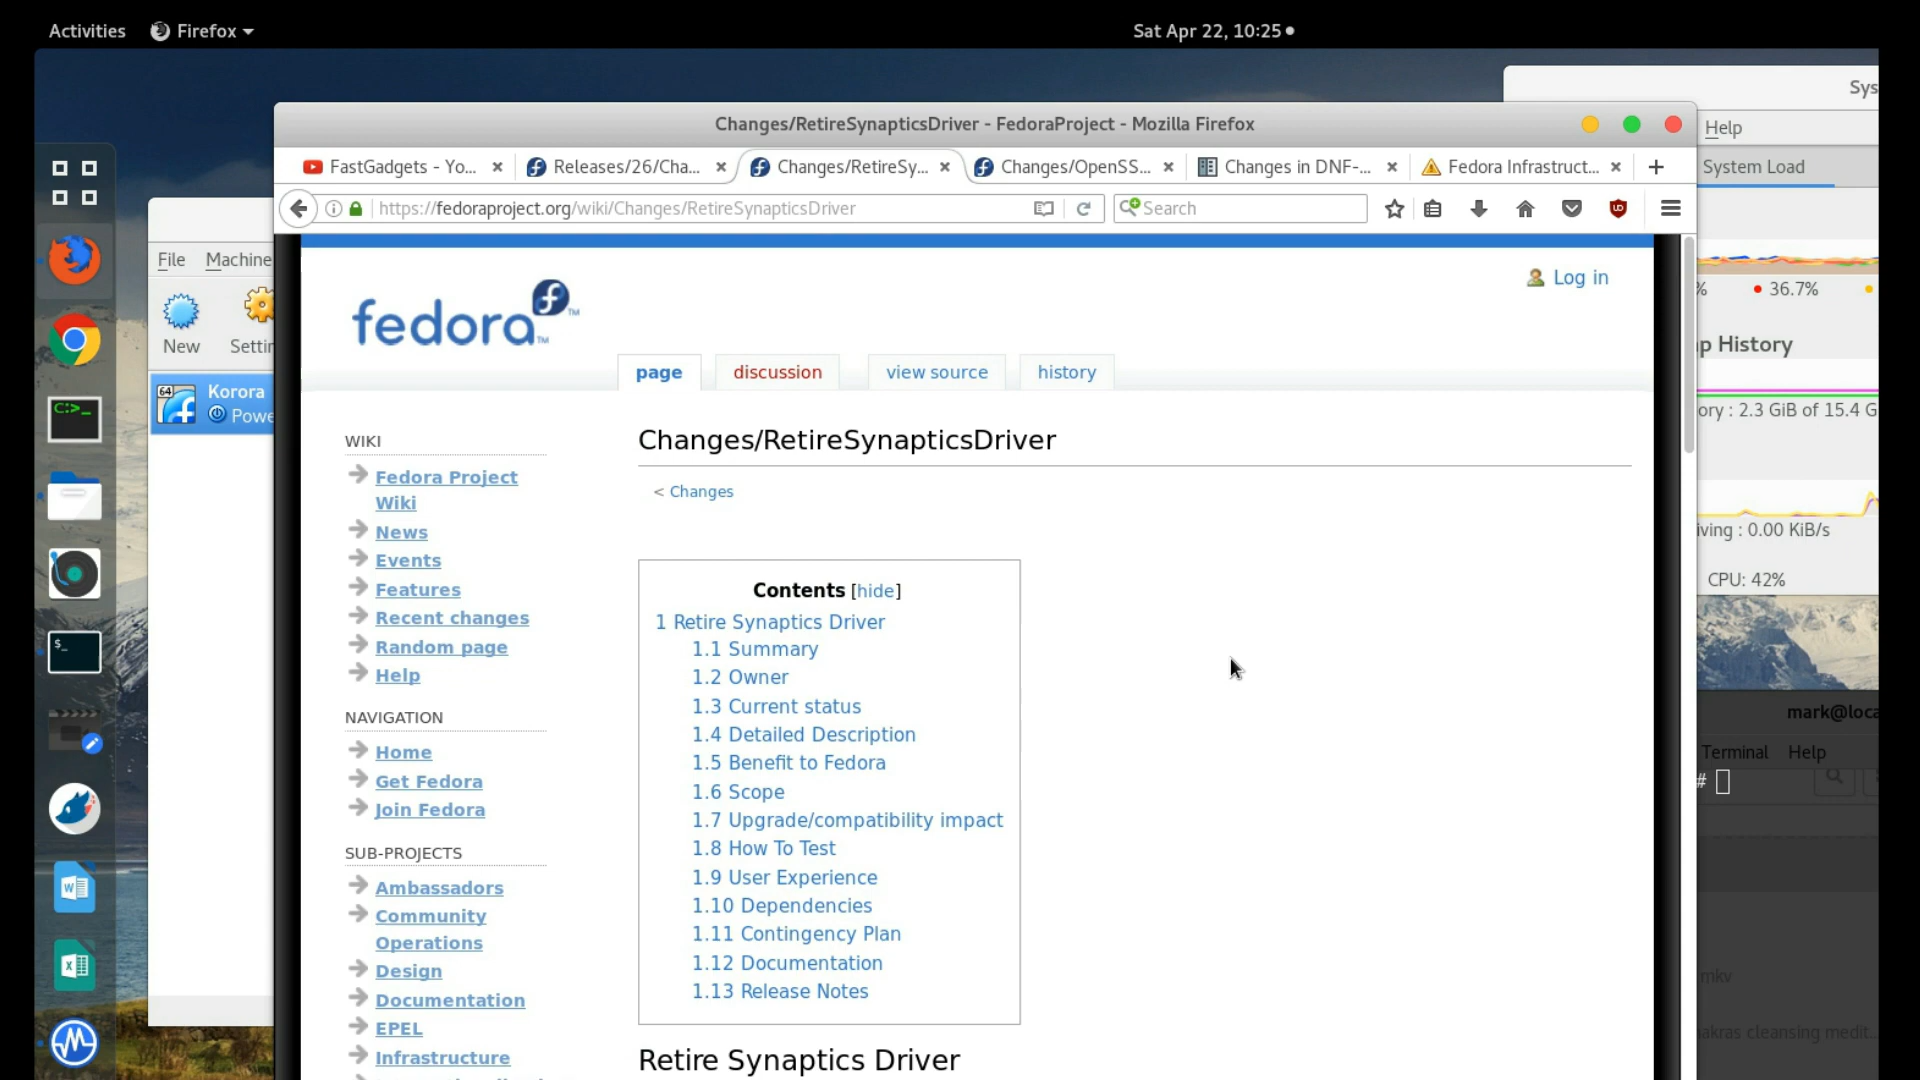 Activities
Firefox
Sat Apr 22, 10:25
Changes/RetireSynapticsDriver - FedoraProject - Mozilla Firefox
FastGadgets - Yo...
Releases/26/Cha...
Changes/RetireSy...
Changes/OpenSS...
Changes in DNF-...
Fedora Infrastruct...
https://fedoraproject.org/wiki/Changes/RetireSynapticsDriver
Search
Sys
Help
System Load
%
36.7%
p History
ory : 2.3 GiB of 15.4 G
iving : 0.00 KiB/s
CPU: 42%
mark@loca
Terminal Help
#
mkv
akras cleansing medit...
File Machine
New
Settin
64
Korora
Powe
C:>_
$_
W
X
fedora
TM
Log in
page
discussion
view source
history
WIKI
Fedora Project
Wiki
News
Events
Features
Recent changes
Random page
Help
NAVIGATION
Home
Get Fedora
Join Fedora
SUB-PROJECTS
Ambassadors
Community
Operations
Design
Documentation
EPEL
Infrastructure
Changes/RetireSynapticsDriver
< Changes
Contents [hide]
1 Retire Synaptics Driver
1.1 Summary
1.2 Owner
1.3 Current status
1.4 Detailed Description
1.5 Benefit to Fedora
1.6 Scope
1.7 Upgrade/compatibility impact
1.8 How To Test
1.9 User Experience
1.10 Dependencies
1.11 Contingency Plan
1.12 Documentation
1.13 Release Notes
Retire Synaptics Driver